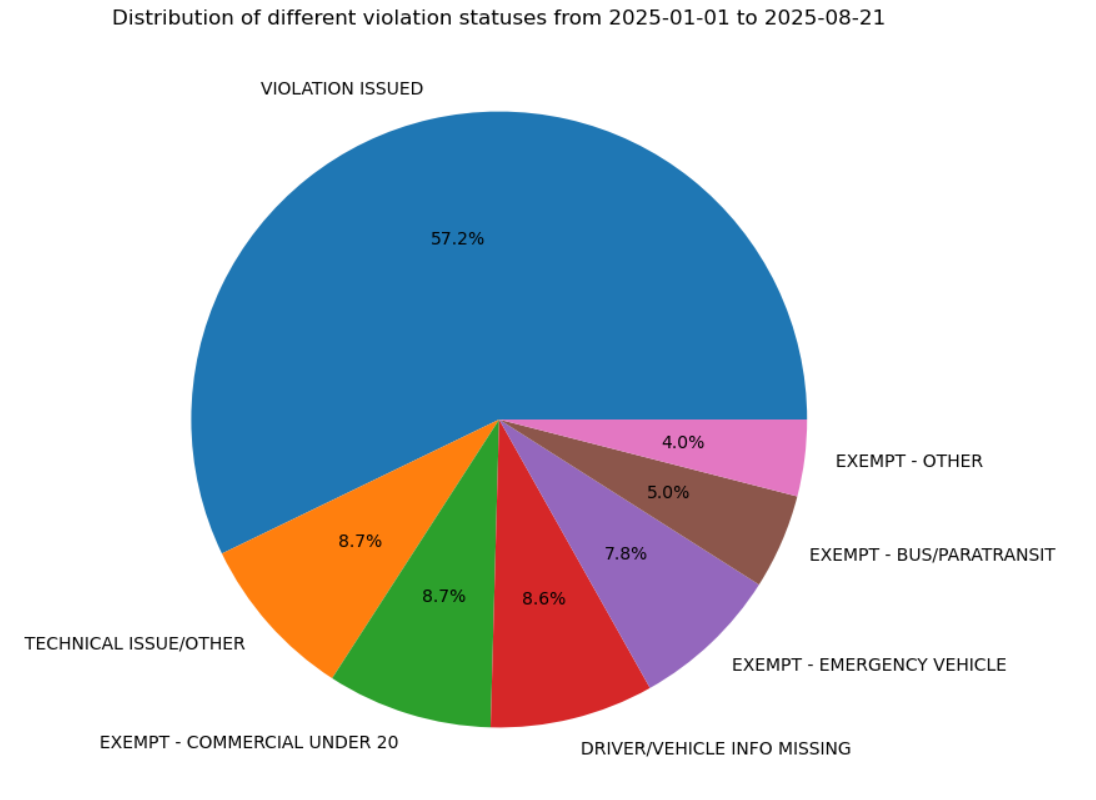 Distribution of different violation statuses from 2025-01-01 to 2025-08-21
VIOLATION ISSUED
57.2%
4.0%
EXEMPT - OTHER
5.0%
EXEMPT - BUS/PARATRANSIT
7.8%
EXEMPT - EMERGENCY VEHICLE
8.6%
DRIVER/VEHICLE INFO MISSING
8.7%
EXEMPT - COMMERCIAL UNDER 20
8.7%
TECHNICAL ISSUE/OTHER